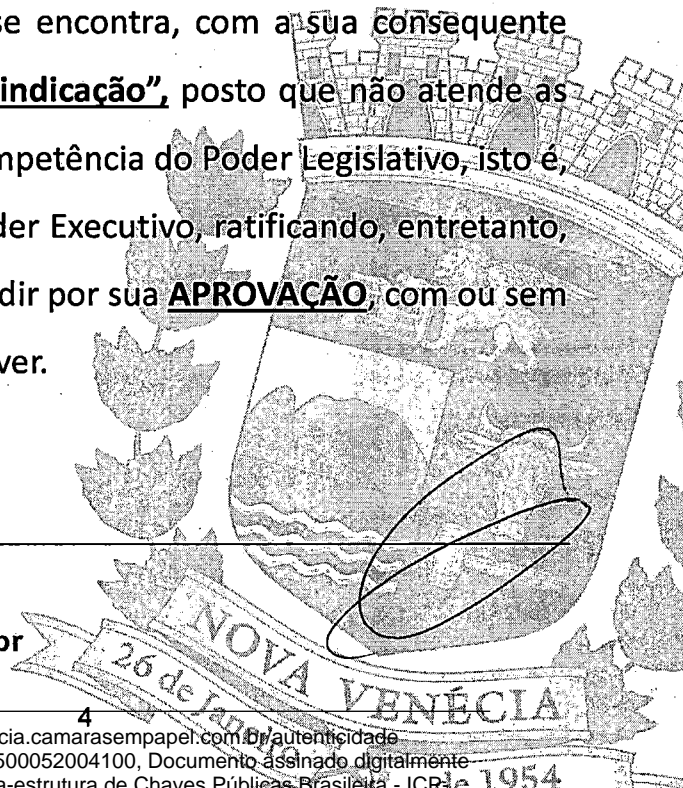 se encontra, com a sua consequente
indicação”, posto que não atende as
mpetência do Poder Legislativo, isto é,
der Executivo, ratificando, entretanto,
dir por sua APROVAÇÃO, com ou sem
ver.
NOVA VENÉCIA
26 de Janeiro de 1954
or
4
cia.camarasempapel.com.br/autenticidade
500052004100, Documento assinado digitalmente
a-estrutura de Chaves Públicas Brasileira - ICP-